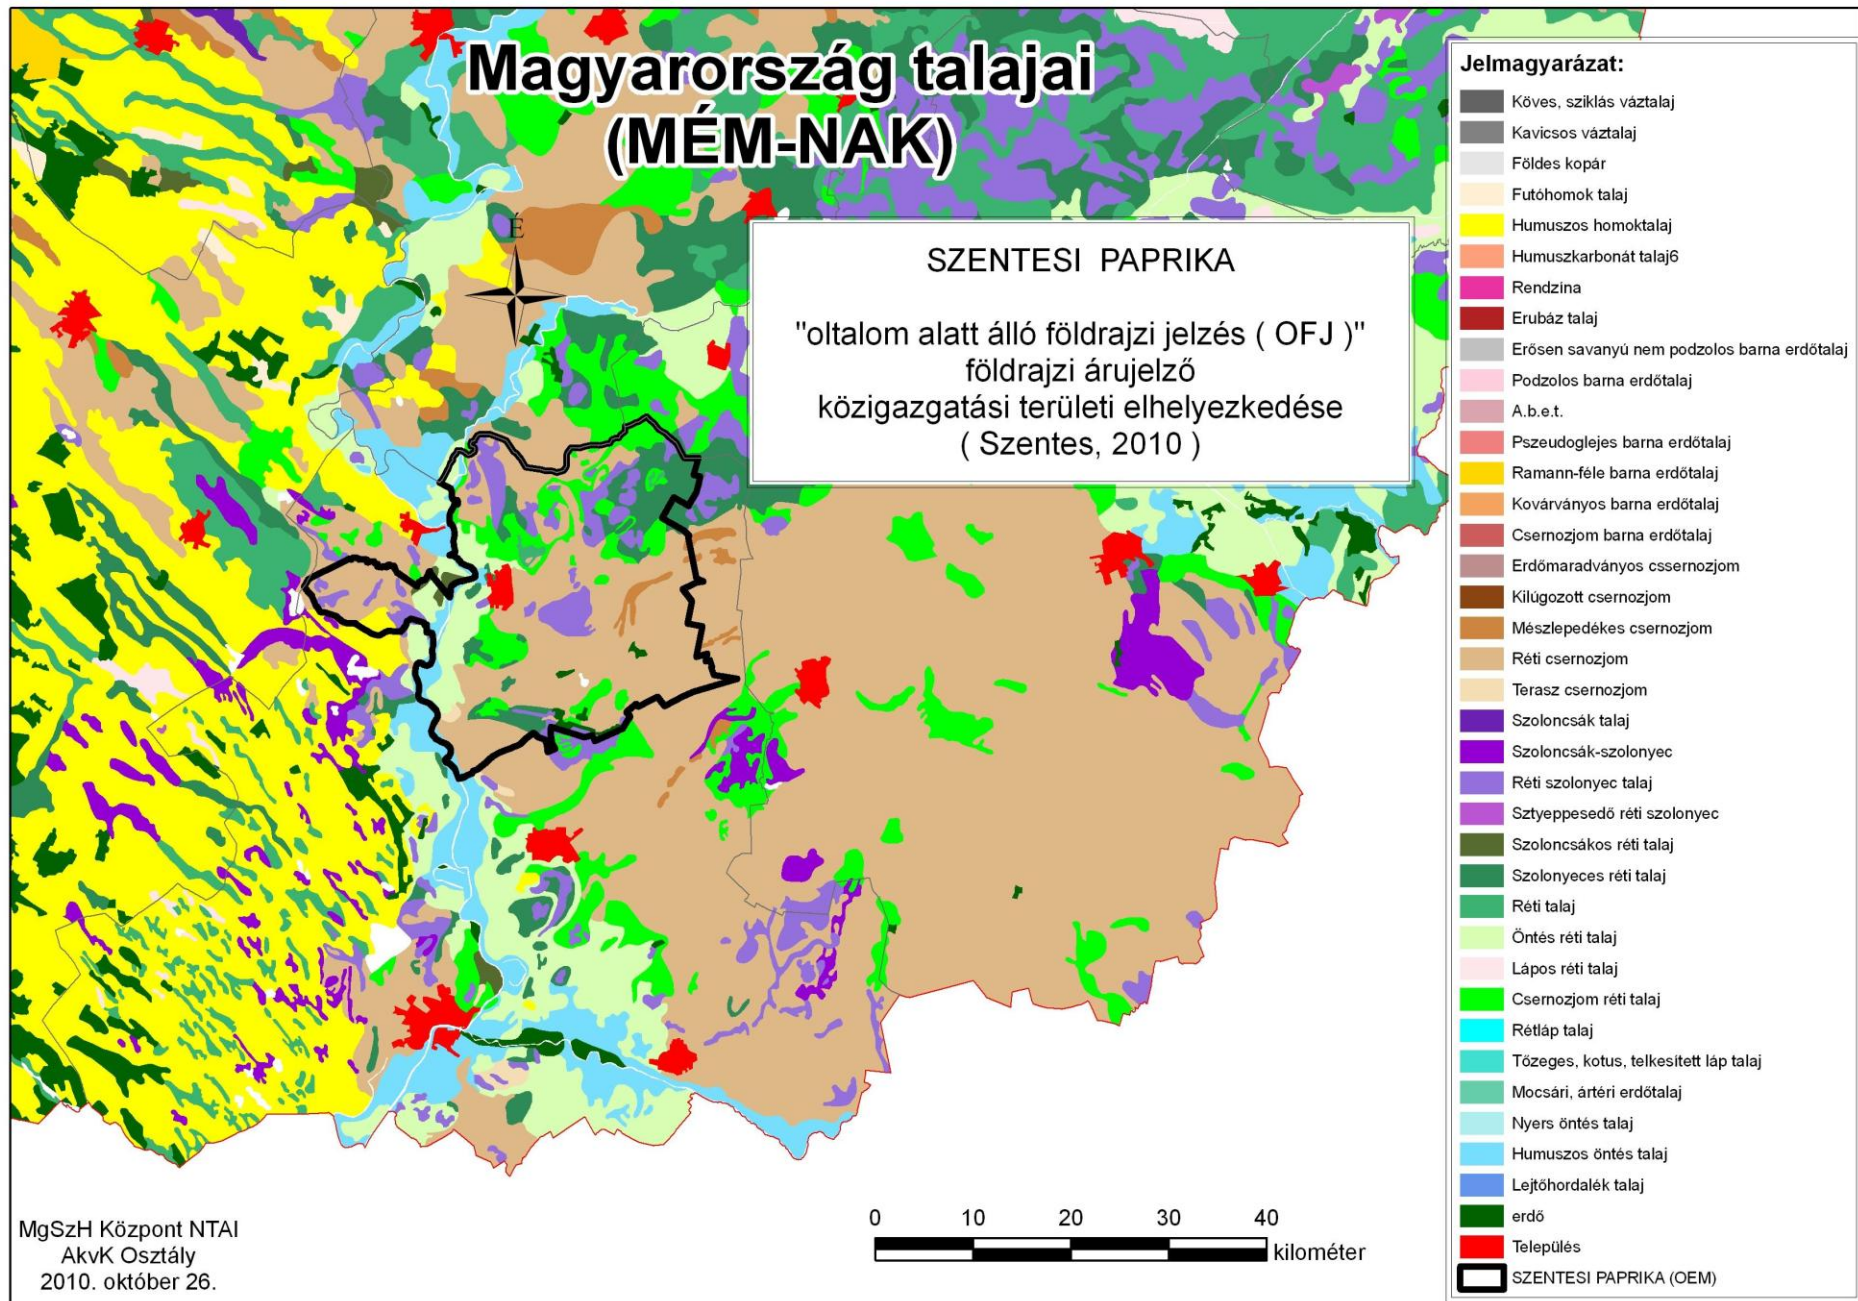 Magyarország talajai
(MÉM-NAK)
É
SZENTESI PAPRIKA
"oltalom alatt álló földrajzi jelzés ( OFJ )"
földrajzi árujelző
közigazgatási területi elhelyezkedése
( Szentes, 2010 )
Jelmagyarázat:
Köves, sziklás váztalaj
Kavicsos váztalaj
Földes kopár
Futóhomok talaj
Humuszos homoktalaj
Humuszkarbonát talaj6
Rendzina
Erubáz talaj
Erősen savanyú nem podzolos barna erdőtalaj
Podzolos barna erdőtalaj
A.b.e.t.
Pszeudoglejes barna erdőtalaj
Ramann-féle barna erdőtalaj
Kovárványos barna erdőtalaj
Csernozjom barna erdőtalaj
Erdőmaradványos cssernozjom
Kilúgozott csernozjom
Mészlepedékes csernozjom
Réti csernozjom
Terasz csernozjom
Szoloncsák talaj
Szoloncsák-szolonyec
Réti szolonyec talaj
Sztyeppesedő réti szolonyec
Szoloncsákos réti talaj
Szolonyeces réti talaj
Réti talaj
Öntés réti talaj
Lápos réti talaj
Csernozjom réti talaj
Rétláp talaj
Tőzeges, kotus, telkesített láp talaj
Mocsári, ártéri erdőtalaj
Nyers öntés talaj
Humuszos öntés talaj
Lejtőhordalék talaj
erdő
Település
SZENTESI PAPRIKA (OEM)
0 10 20 30 40
kilométer
MgSzH Központ NTAI
AkvK Osztály
2010. október 26.